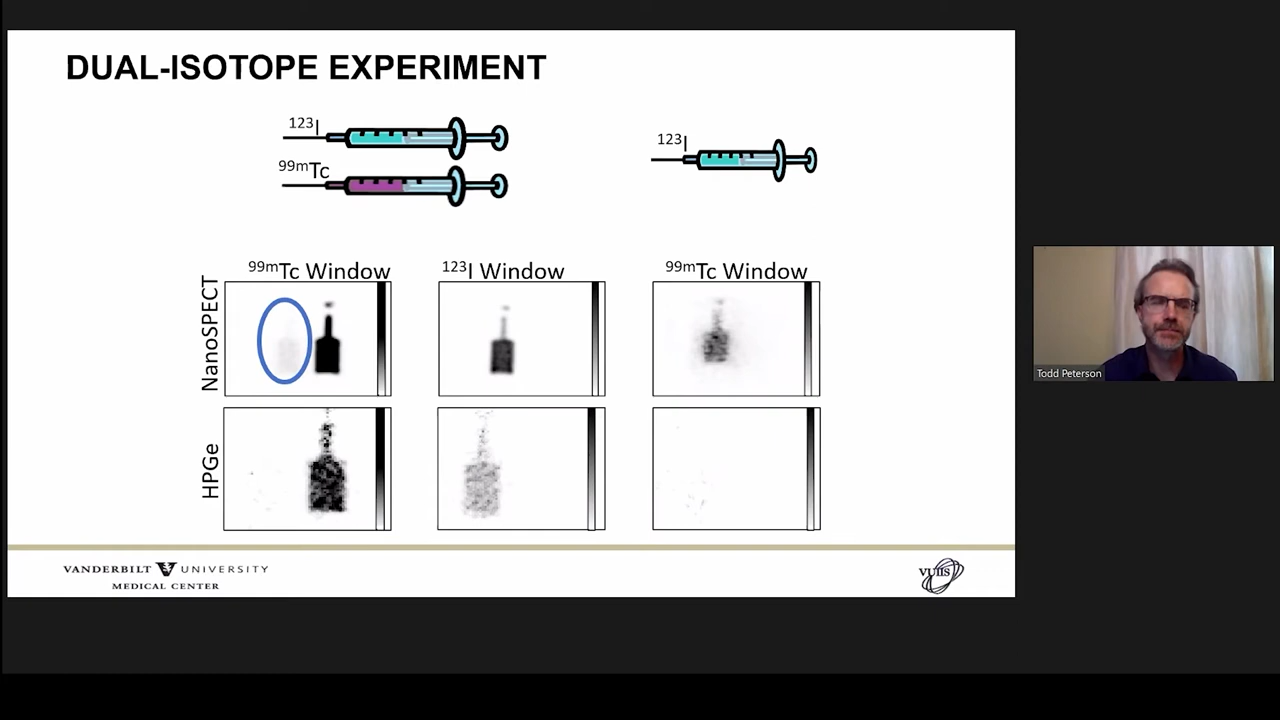 DUAL-ISOTOPE EXPERIMENT
123I
99mTc
123I
99mTc Window
123I Window
99mTc Window
NanoSPECT
HPGe
VANDERBILT UNIVERSITY
MEDICAL CENTER
VUIIS
Todd Peterson